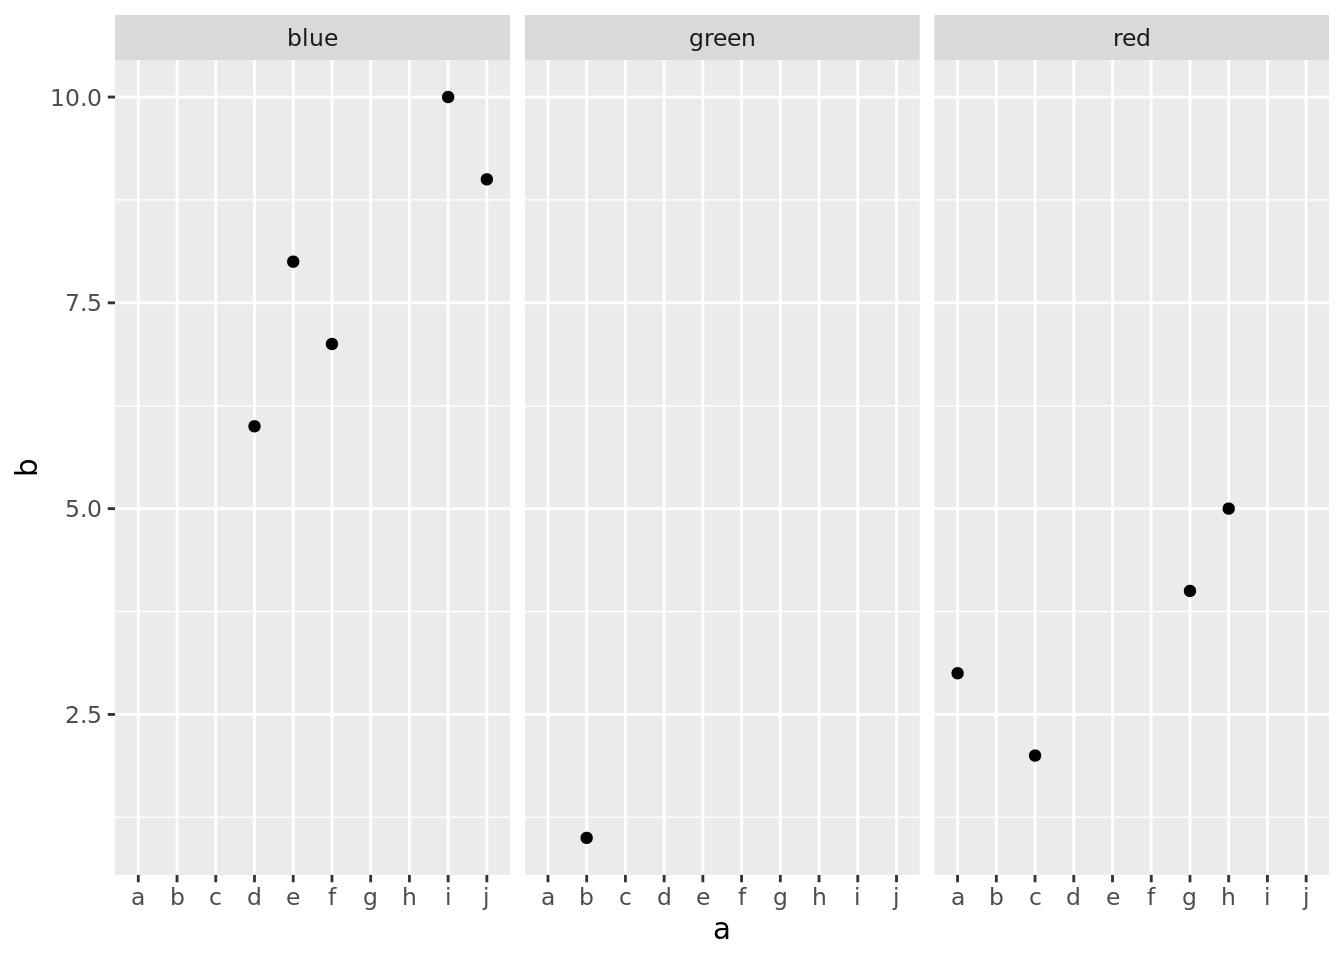 blue green red
10.0
7.5
5.0
2.5
b
a b c d e f g h i j a b c d e f g h i j a b c d e f g h i j
a